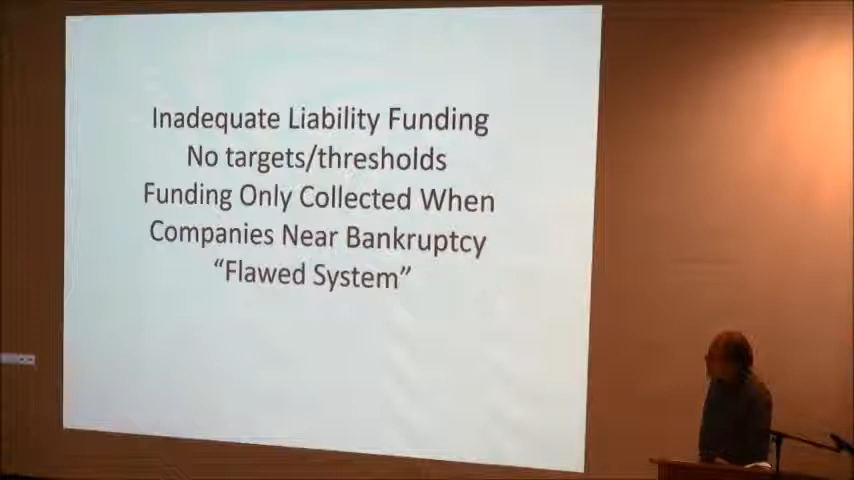 Inadequate Liability Funding
No targets/thresholds
Funding Only Collected When
Companies Near Bankruptcy
“Flawed System”